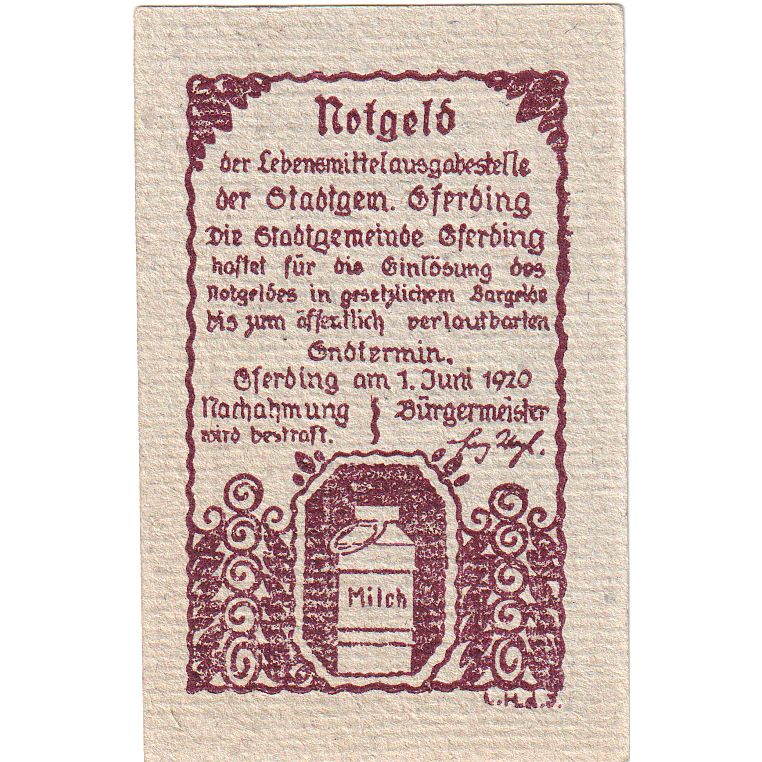 Notgeld
der Lebensmittelausgabestelle
der Stadtgem. Eferding
Die Stadtgemeinde Eferding
haftet für die Einlösung des
Notgeldes in gesetzlichem Bargelde
bis zum öffentlich verlautbarten
Endtermin.
Eferding am 1. Juni 1920
Nachahmung
wird bestraft.
Bürgermeister
Milch